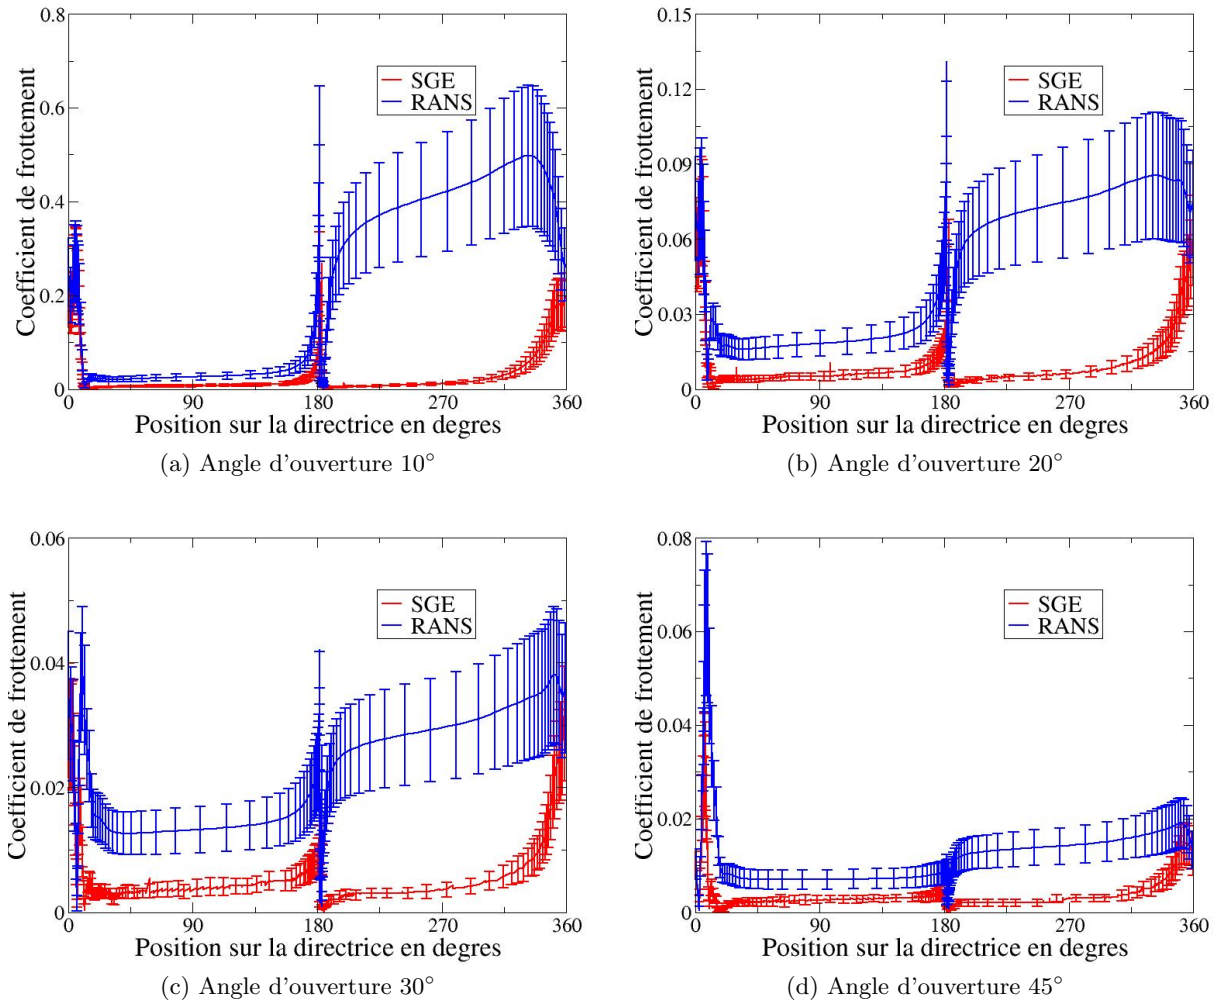 0.8
0.6
0.4
0.2
0
Coefficient de frottement
SGE
RANS
0 90 180 270 360
Position sur la directrice en degres
(a) Angle d'ouverture 10°
0.15
0.12
0.09
0.06
0.03
0
Coefficient de frottement
SGE
RANS
0 90 180 270 360
Position sur la directrice en degres
(b) Angle d'ouverture 20°
0.06
0.04
0.02
0
Coefficient de frottement
SGE
RANS
0 90 180 270 360
Position sur la directrice en degres
(c) Angle d'ouverture 30°
0.08
0.06
0.04
0.02
0
Coefficient de frottement
SGE
RANS
0 90 180 270 360
Position sur la directrice en degres
(d) Angle d'ouverture 45°